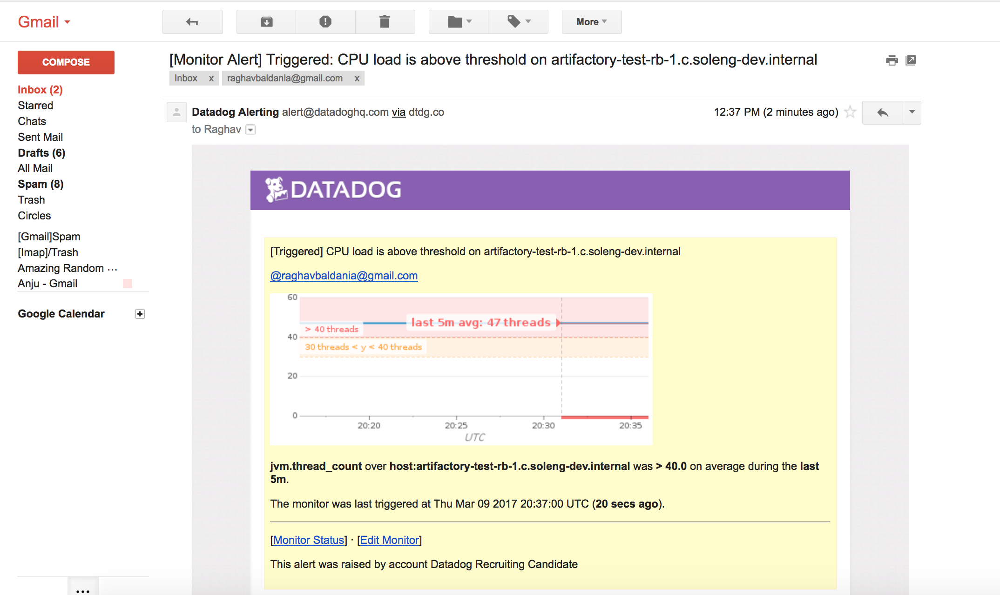 Gmail
More
COMPOSE
Inbox (2)
Starred
Chats
Sent Mail
Drafts (6)
All Mail
Spam (8)
Trash
Circles
[Gmail]Spam
[Imap]/Trash
Amazing Random ...
Anju - Gmail
Google Calendar
...
[Monitor Alert] Triggered: CPU load is above threshold on artifactory-test-rb-1.c.soleng-dev.internal
Inbox x raghavbaldania@gmail.com x
Datadog Alerting alert@datadoghq.com via dtdg.co 12:37 PM (2 minutes ago)
to Raghav
DATADOG
[Triggered] CPU load is above threshold on artifactory-test-rb-1.c.soleng-dev.internal
@raghavbaldania@gmail.com
60
last 5m avg: 47 threads
> 40 threads
40
30 threads < y < 40 threads
20
0
20:20 20:25 20:30 20:35
UTC
jvm.thread_count over host:artifactory-test-rb-1.c.soleng-dev.internal was > 40.0 on average during the last
5m.
The monitor was last triggered at Thu Mar 09 2017 20:37:00 UTC (20 secs ago).
[Monitor Status] · [Edit Monitor]
This alert was raised by account Datadog Recruiting Candidate